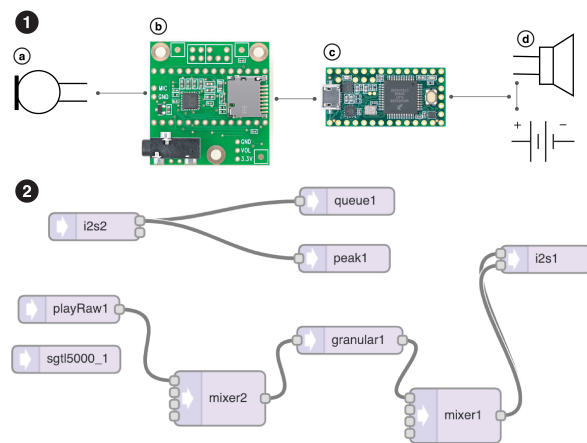 1
a
b
c
d
MIC
GND
GND
VOL
3.3V
+ −
2
i2s2
queue1
peak1
i2s1
playRaw1
granular1
sgtl5000_1
mixer2
mixer1